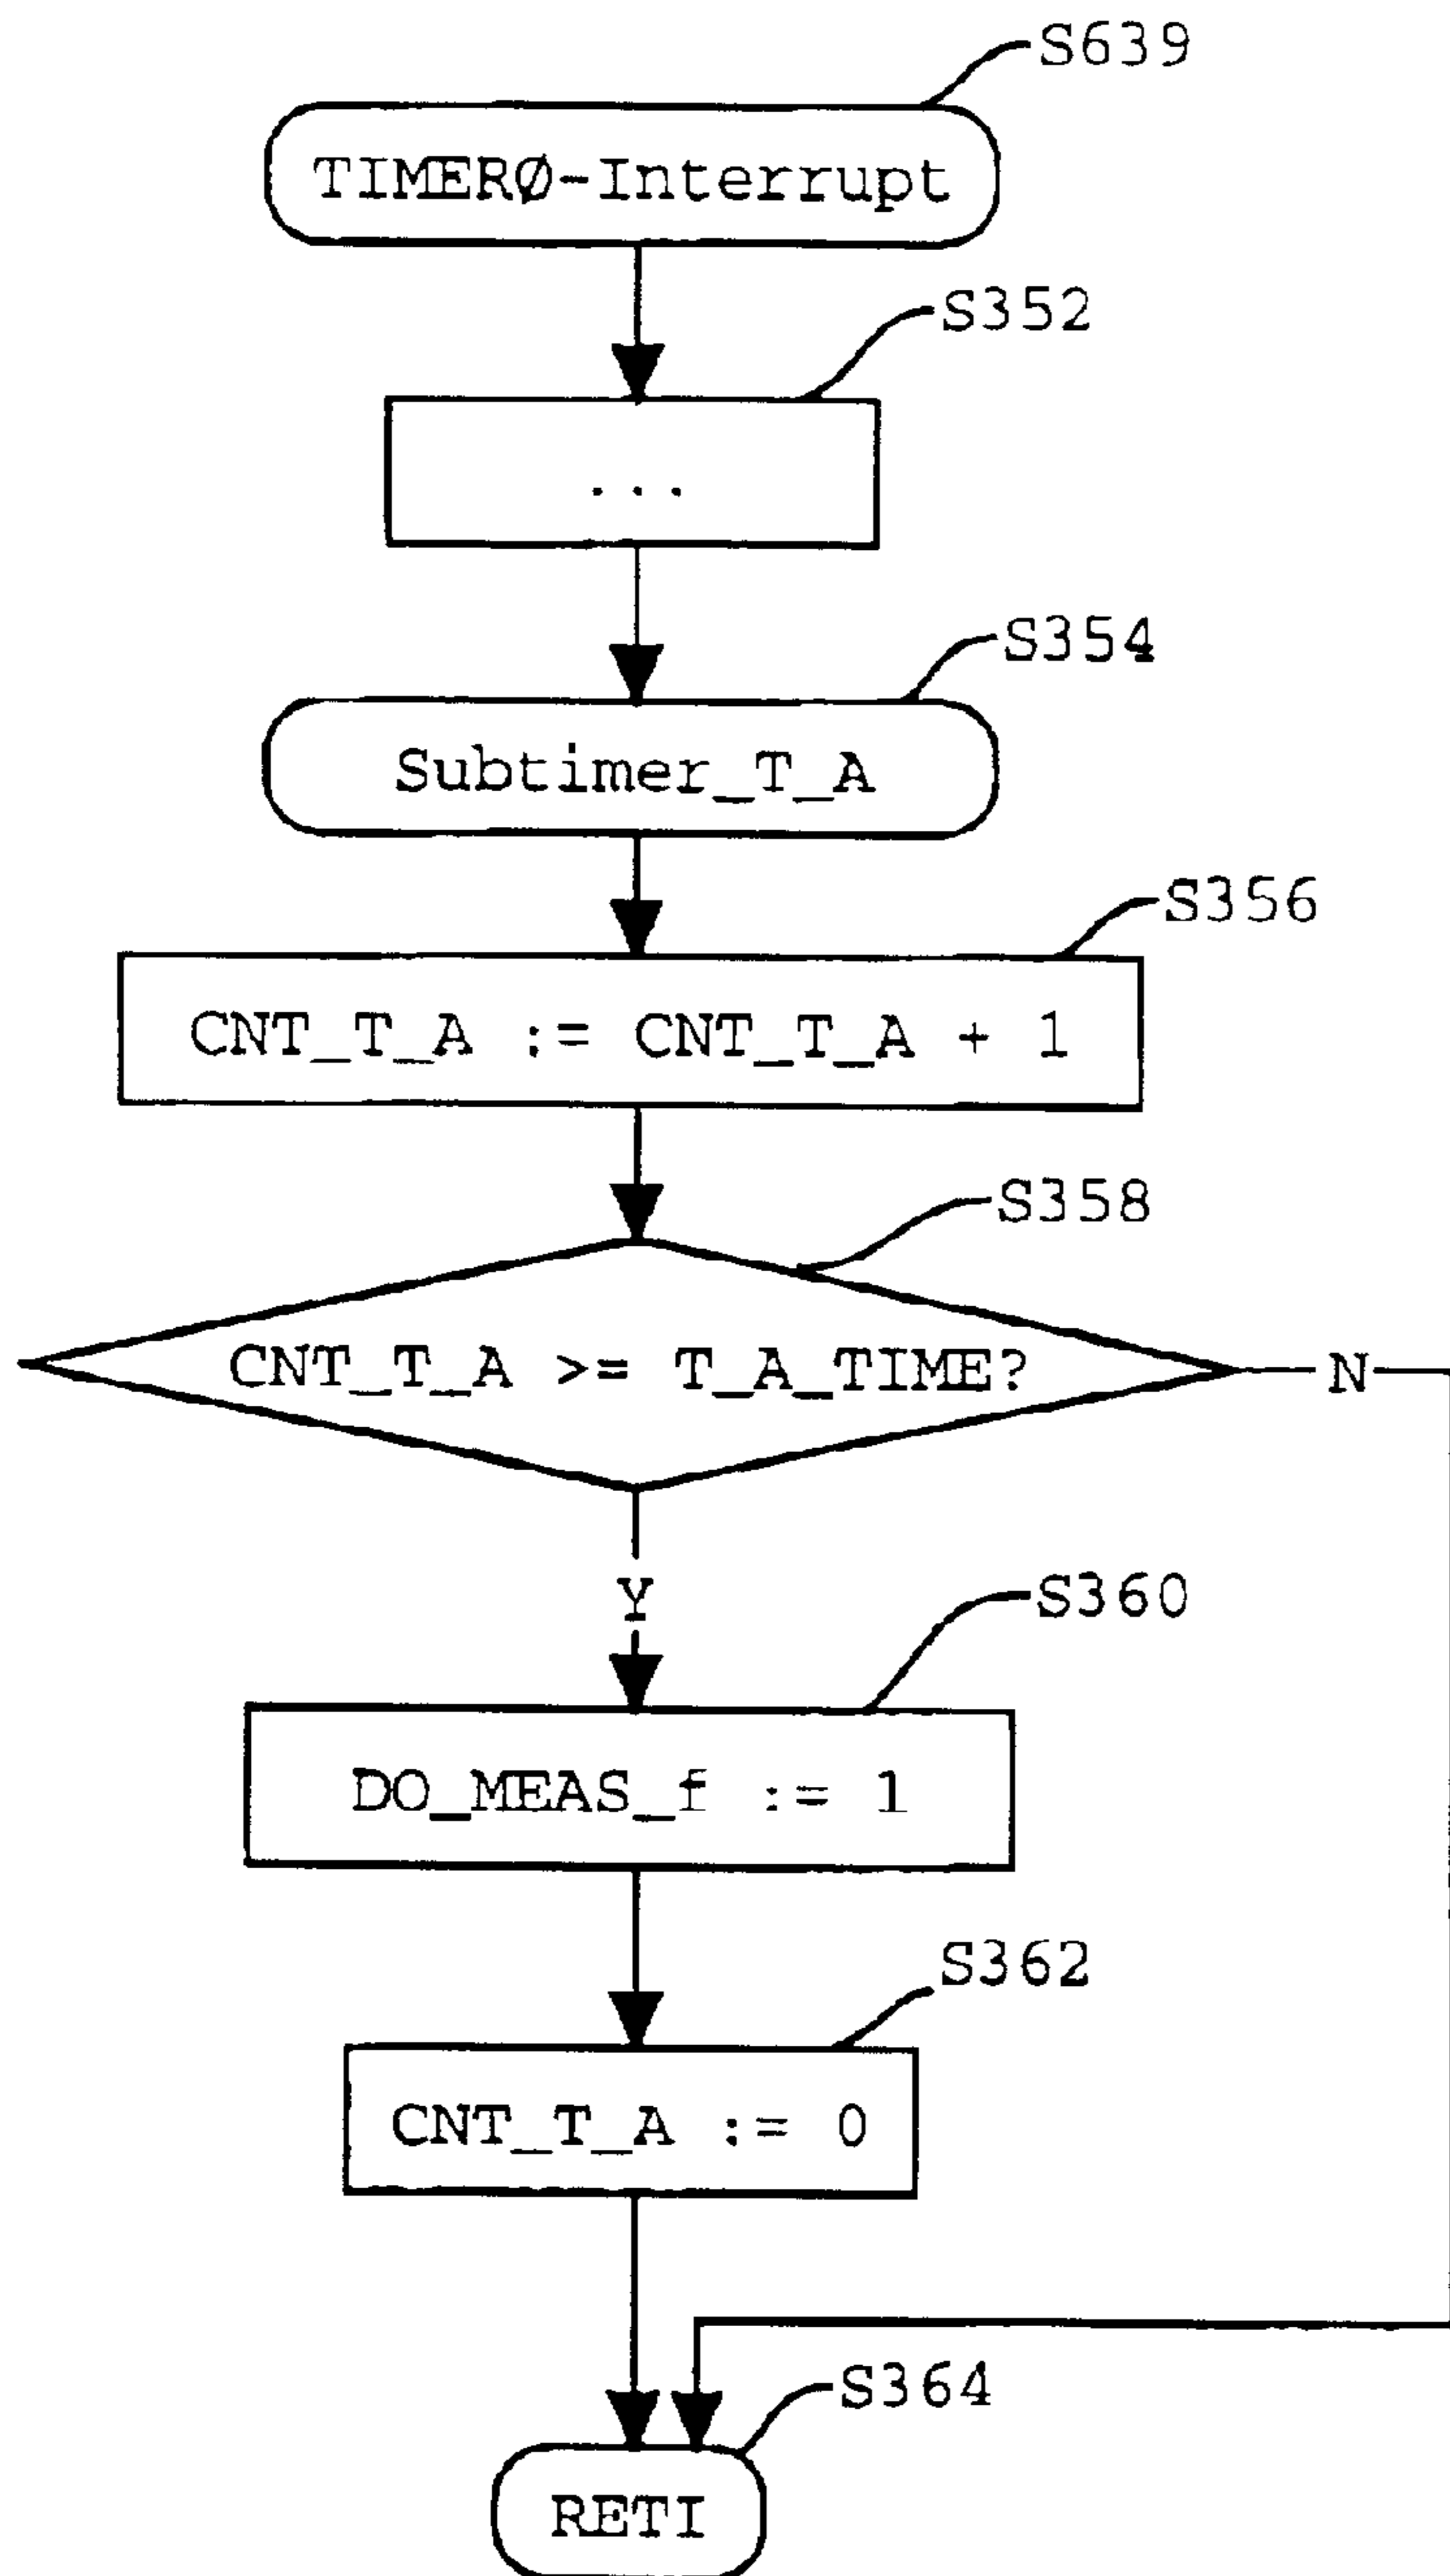 S639
TIMERØ-Interrupt
S352
...
S354
Subtimer_T_A
S356
CNT_T_A := CNT_T_A + 1
S358
CNT_T_A >= T_A_TIME?
N
Y
S360
DO_MEAS_f := 1
S362
CNT_T_A := 0
S364
RETI